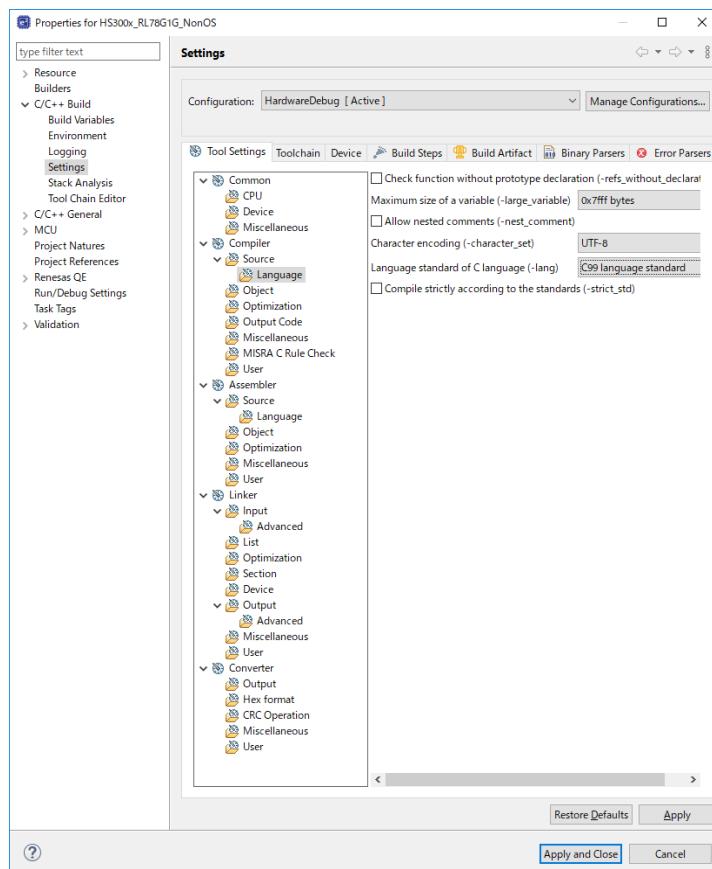 Properties for HS300x_RL78G1G_NonOS
type filter text
Resource
Builders
C/C++ Build
Build Variables
Environment
Logging
Settings
Stack Analysis
Tool Chain Editor
C/C++ General
MCU
Project Natures
Project References
Renesas QE
Run/Debug Settings
Task Tags
Validation
Settings
Configuration: HardwareDebug [ Active ] Manage Configurations...
Tool Settings Toolchain Device Build Steps Build Artifact Binary Parsers Error Parsers
Common
CPU
Device
Miscellaneous
Compiler
Source
Language
Object
Optimization
Output Code
Miscellaneous
MISRA C Rule Check
User
Assembler
Source
Language
Object
Optimization
Miscellaneous
User
Linker
Input
Advanced
List
Optimization
Section
Device
Output
Advanced
Miscellaneous
User
Converter
Output
Hex format
CRC Operation
Miscellaneous
User
Check function without prototype declaration (-refs_without_declarat
Maximum size of a variable (-large_variable) 0x7fff bytes
Allow nested comments (-nest_comment)
Character encoding (-character_set) UTF-8
Language standard of C language (-lang) C99 language standard
Compile strictly according to the standards (-strict_std)
Restore Defaults Apply
? Apply and Close Cancel